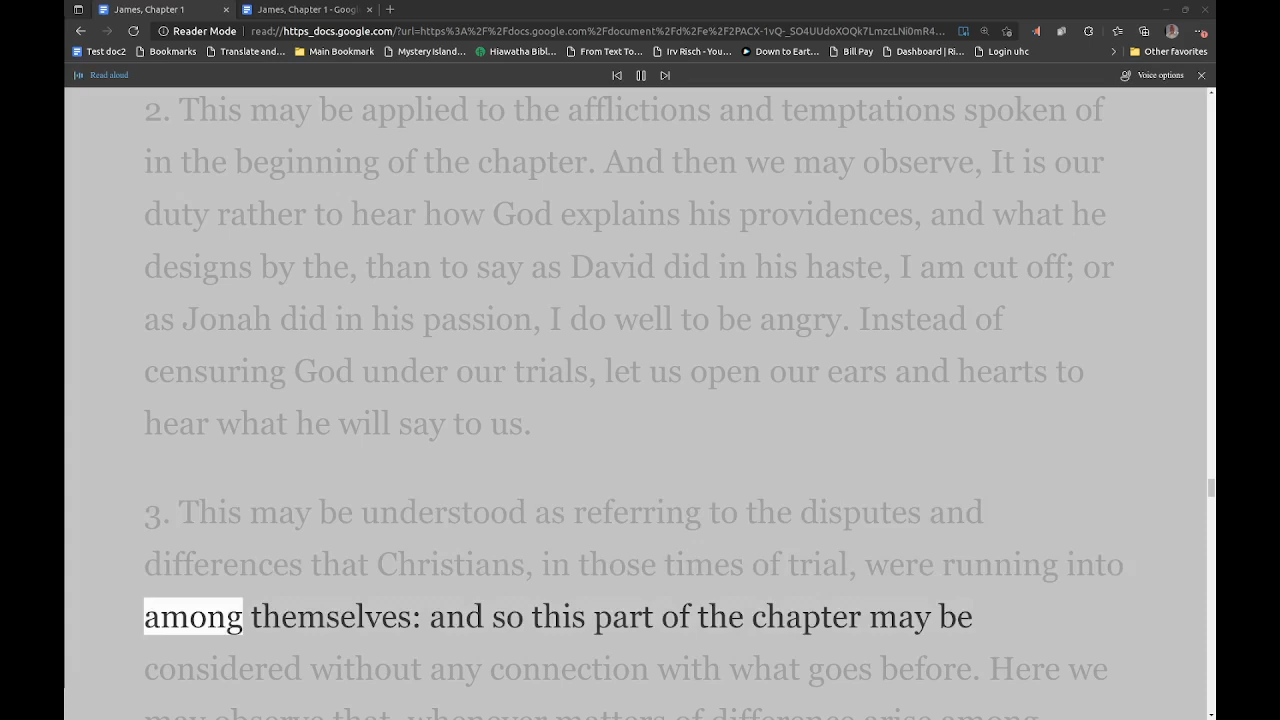 James, Chapter 1
James, Chapter 1 - Googl
Reader Mode
read://https_docs.google.com/?url=https%3A%2F%2Fdocs.google.com%2Fdocument%2Fd%2Fe%2F2PACX-1vQ-_SO4UUdoXOQk7LmzcLNi0mR4...
Test doc2
Bookmarks
Translate and...
Main Bookmark
Mystery Island...
Hiawatha Bibl...
From Text To...
Irv Risch - You...
Down to Eart...
Bill Pay
Dashboard | Ri...
Login uhc
Other favorites
Read aloud
Voice options
2. This may be applied to the afflictions and temptations spoken of
in the beginning of the chapter. And then we may observe, It is our
duty rather to hear how God explains his providences, and what he
designs by the, than to say as David did in his haste, I am cut off; or
as Jonah did in his passion, I do well to be angry. Instead of
censuring God under our trials, let us open our ears and hearts to
hear what he will say to us.
3. This may be understood as referring to the disputes and
differences that Christians, in those times of trial, were running into
among themselves: and so this part of the chapter may be
considered without any connection with what goes before. Here we
may observe that, whenever matters of difference arise among